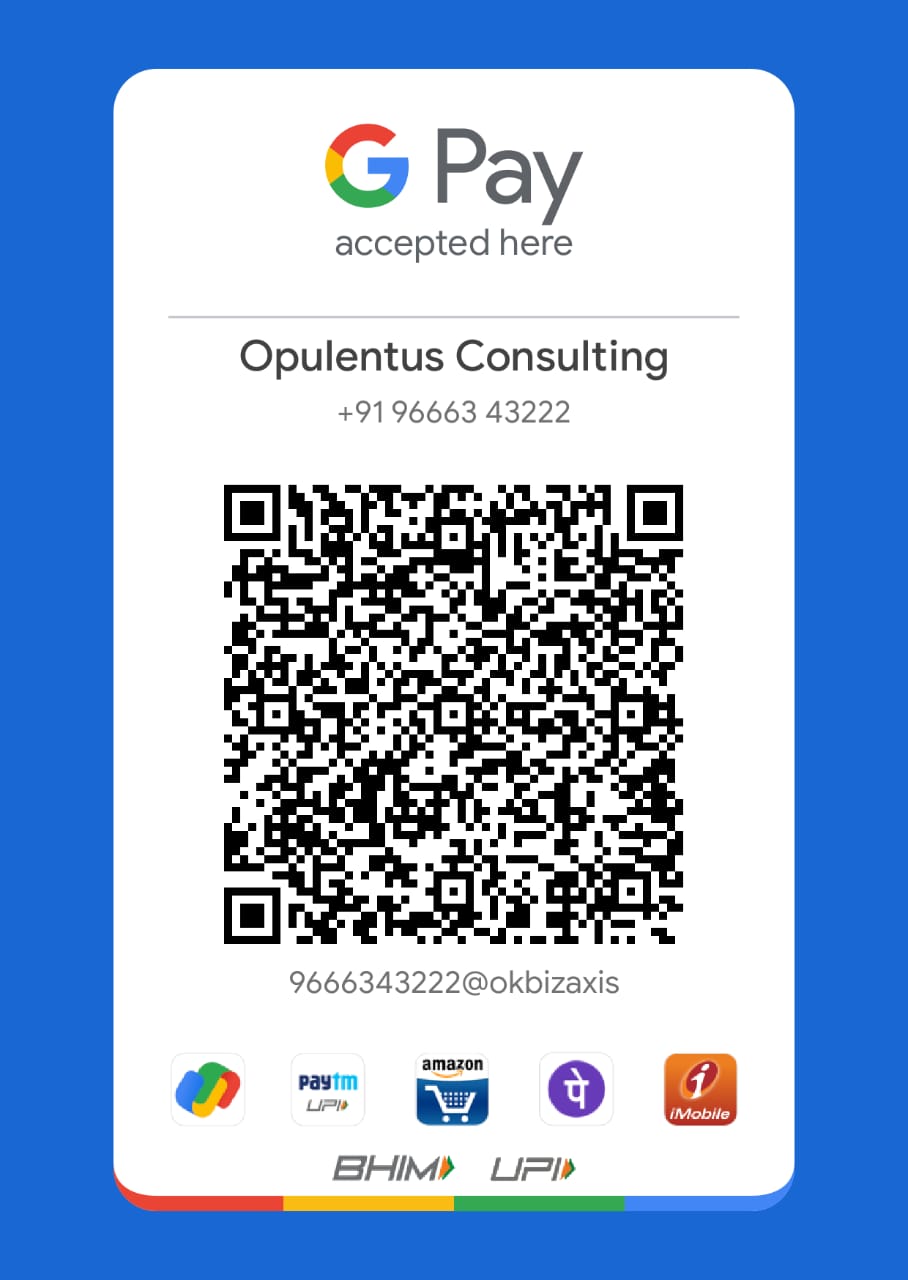 G Pay
accepted here
Opulentus Consulting
+91 96663 43222
9666343222@okbizaxis
paytm
UPI
amazon
पे
iMobile
BHIM UPI